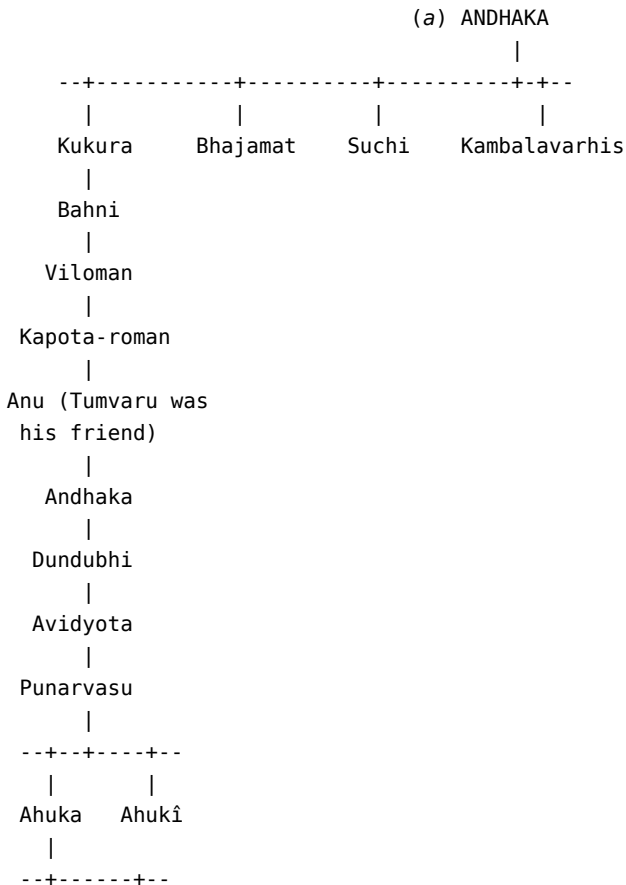 (a) ANDHAKA
|
--+-----------+----------+----------+-+--
| | | |
Kukura Bhajamat Suchi Kambalavarhis
|
Bahni
|
Viloman
|
Kapota-roman
|
Anu (Tumvaru was
his friend)
|
Andhaka
|
Dundubhi
|
Avidyota
|
Punarvasu
|
--+--+----+--
| |
Ahuka Ahukî
|
--+------+--